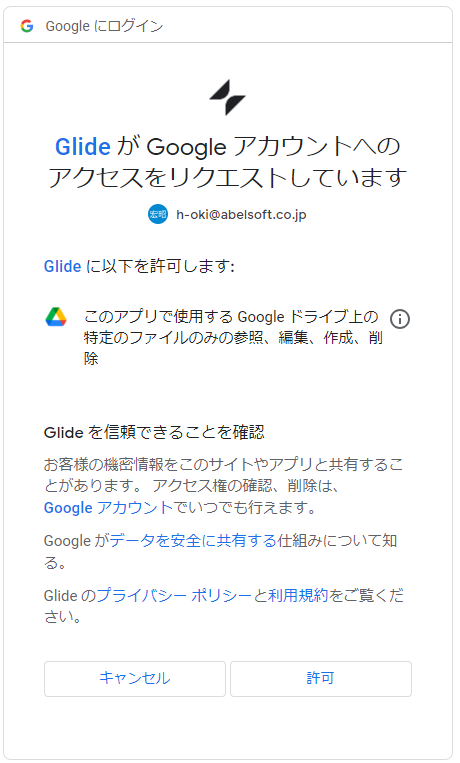 Google にログイン
Glide が Google アカウントへの
アクセスをリクエストしています
宏昭 h-oki@abelsoft.co.jp
Glide に以下を許可します:
このアプリで使用する Google ドライブ上の
特定のファイルのみの参照、編集、作成、削
除
Glide を信頼できることを確認
お客様の機密情報をこのサイトやアプリと共有するこ
とがあります。 アクセス権の確認、削除は、
Google アカウントでいつでも行えます。
Google がデータを安全に共有する仕組みについて知
る。
Glide のプライバシー ポリシーと利用規約をご覧くだ
さい。
キャンセル 許可